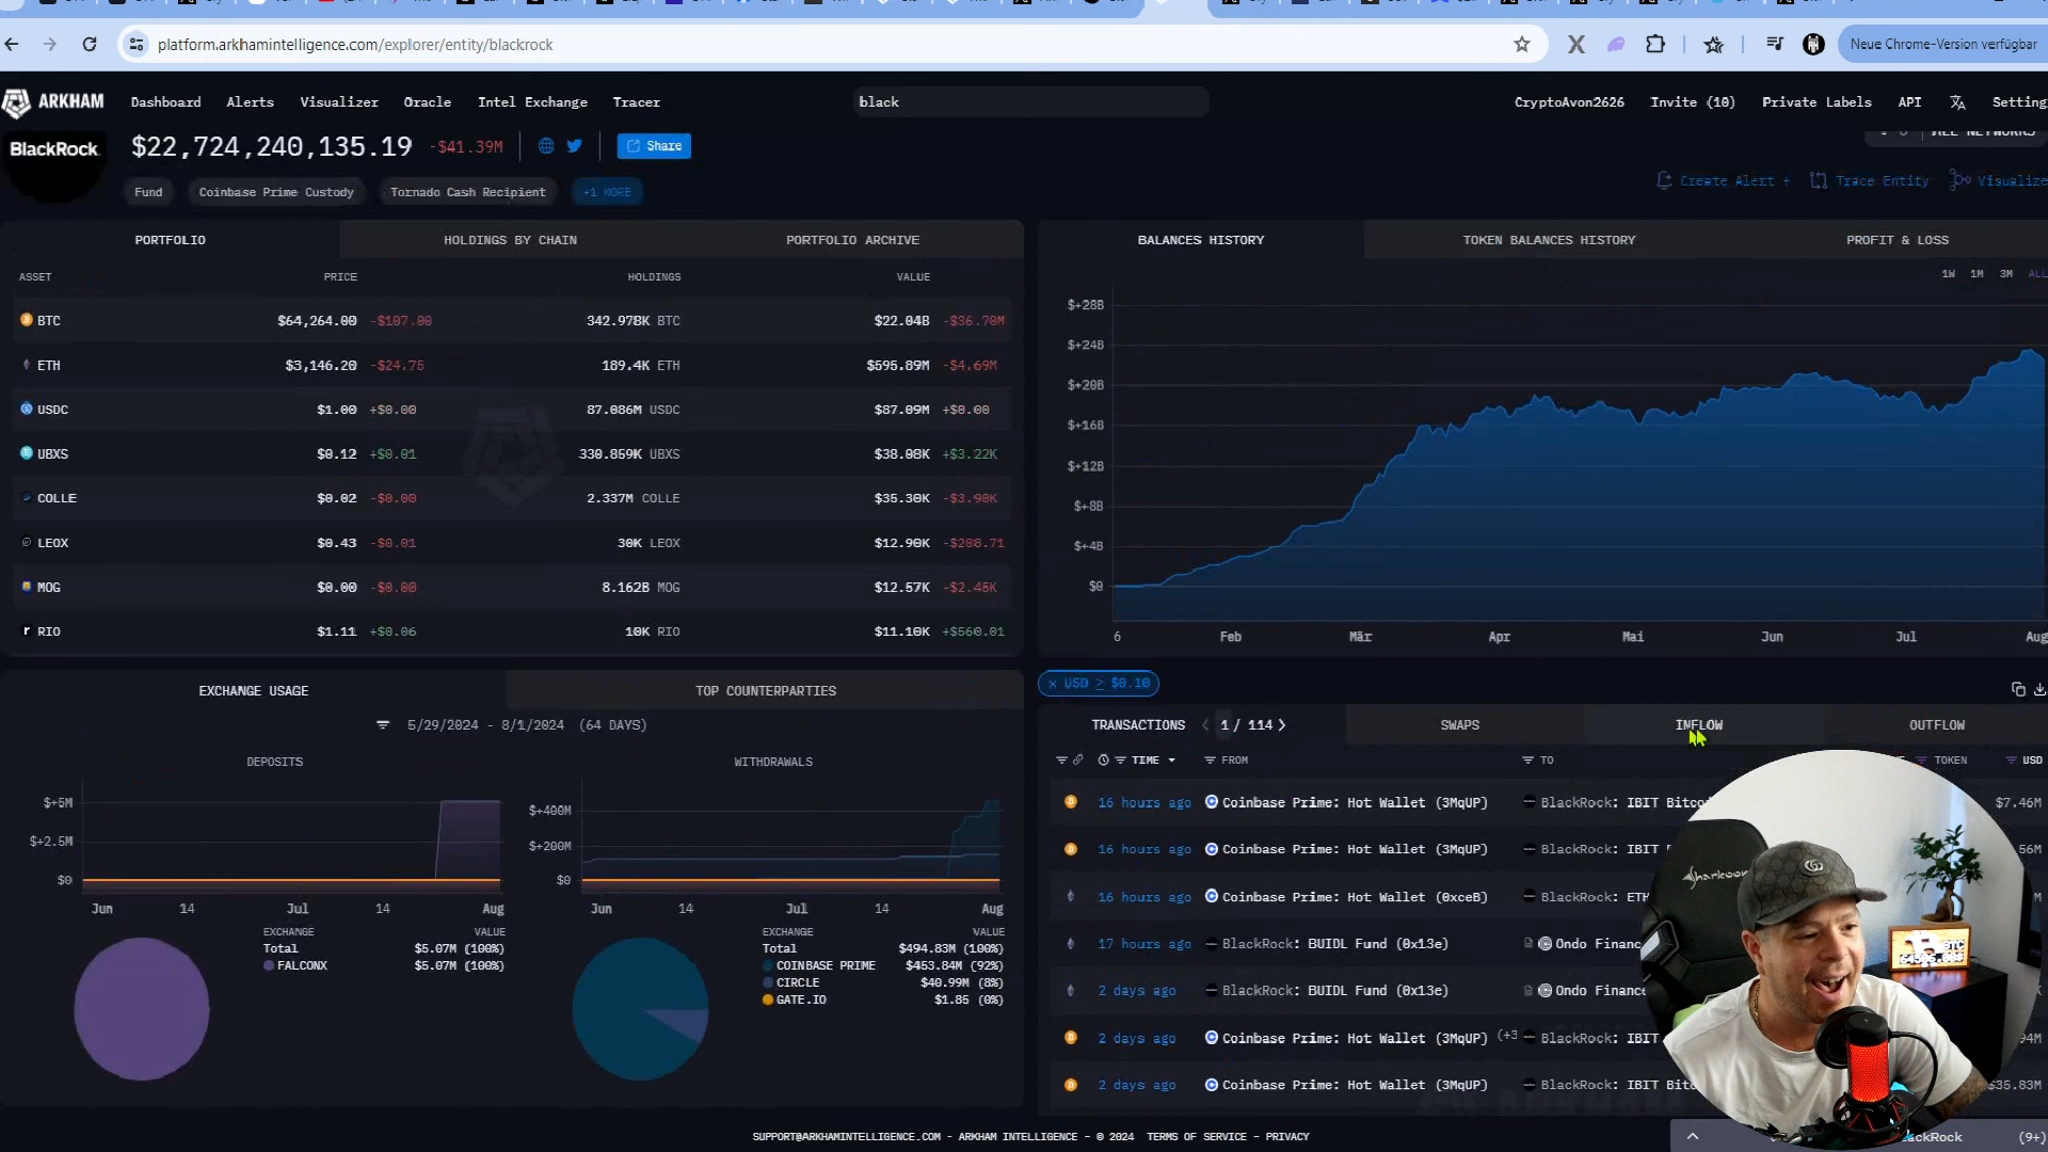 platform.arkhamintelligence.com/explorer/entity/blackrock
Neue Chrome-Version verfügbar
ARKHAM Dashboard Alerts Visualizer Oracle Intel Exchange Tracer black CryptoAvon2626 Invite (10) Private Labels API Setting
BlackRock. $22,724,240,135.19 -$41.39M Share
ALL NETWORKS
Fund Coinbase Prime Custody Tornado Cash Recipient +1 MORE
Create Alert + Trace Entity Visualize
PORTFOLIO HOLDINGS BY CHAIN PORTFOLIO ARCHIVE
ASSET PRICE HOLDINGS VALUE
BTC $64,264.00 -$107.00 342.978K BTC $22.04B -$36.70M
ETH $3,146.20 -$24.75 189.4K ETH $595.89M -$4.69M
USDC $1.00 +$0.00 87.086M USDC $87.09M +$0.00
UBXS $0.12 +$0.01 330.859K UBXS $38.08K +$3.22K
COLLE $0.02 -$0.00 2.337M COLLE $35.30K -$3.90K
LEOX $0.43 -$0.01 30K LEOX $12.90K -$208.71
MOG $0.00 -$0.00 8.162B MOG $12.57K -$2.45K
RIO $1.11 +$0.06 10K RIO $11.10K +$560.01
BALANCES HISTORY TOKEN BALANCES HISTORY PROFIT & LOSS
1W 1M 3M ALL
$+28B
$+24B
$+20B
$+16B
$+12B
$+8B
$+4B
$0
6 Feb Mär Apr Mai Jun Jul Aug
EXCHANGE USAGE TOP COUNTERPARTIES
5/29/2024 - 8/1/2024 (64 DAYS)
DEPOSITS
$+5M
$+2.5M
$0
Jun 14 Jul 14 Aug
EXCHANGE VALUE
Total $5.07M (100%)
FALCONX $5.07M (100%)
WITHDRAWALS
$+400M
$+200M
$0
Jun 14 Jul 14 Aug
EXCHANGE VALUE
Total $494.83M (100%)
COINBASE PRIME $453.84M (92%)
CIRCLE $40.99M (8%)
GATE.IO $1.85 (0%)
× USD ≥ $0.10
TRANSACTIONS 1 / 114 SWAPS INFLOW OUTFLOW
TIME FROM TO TOKEN USD
16 hours ago Coinbase Prime: Hot Wallet (3MqUP) BlackRock: IBIT $7.46M
16 hours ago Coinbase Prime: Hot Wallet (3MqUP) BlackRock: IBIT 56M
16 hours ago Coinbase Prime: Hot Wallet (0xceB) BlackRock: ETH M
17 hours ago BlackRock: BUIDL Fund (0x13e) Ondo Finance
2 days ago BlackRock: BUIDL Fund (0x13e) Ondo Finance
2 days ago Coinbase Prime: Hot Wallet (3MqUP) (+3 BlackRock: IBIT 94M
2 days ago Coinbase Prime: Hot Wallet (3MqUP) BlackRock: IBIT $35.83M
Sharkoon
BTC
SUPPORT@ARKHAMINTELLIGENCE.COM - ARKHAM INTELLIGENCE - © 2024 TERMS OF SERVICE - PRIVACY
ackRock (9+)